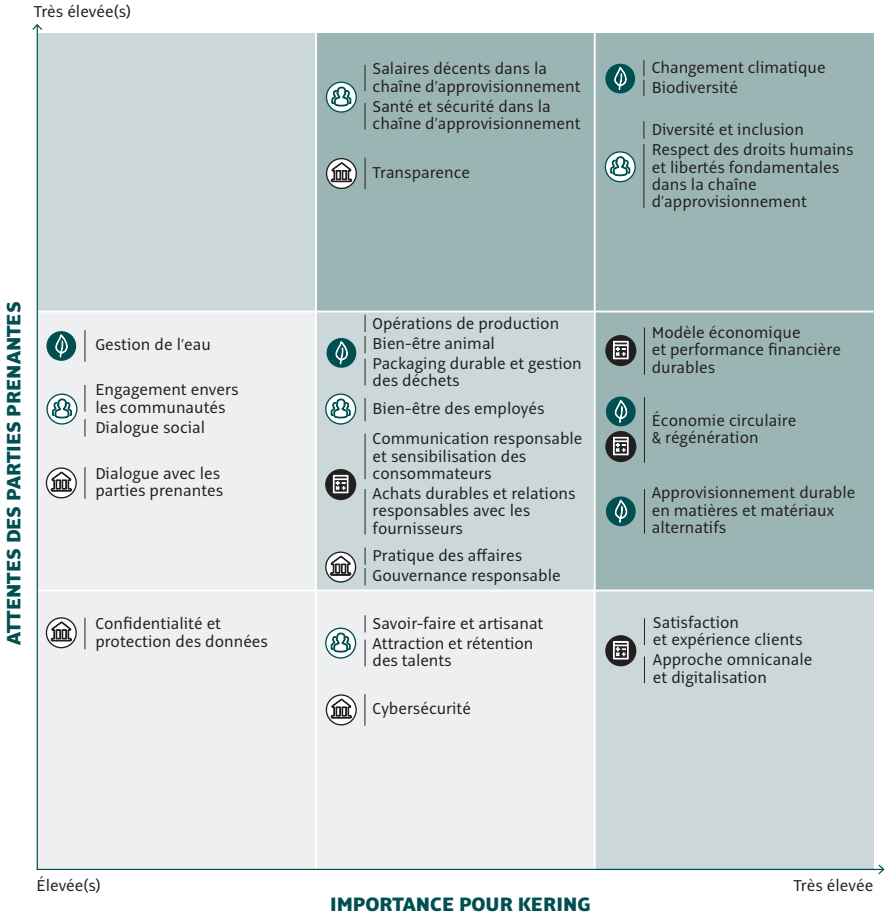 Très élevée(s)
Salaires décents dans la
chaîne d'approvisionnement
Santé et sécurité dans la
chaîne d'approvisionnement
Transparence
Changement climatique
Biodiversité
Diversité et inclusion
Respect des droits humains
et libertés fondamentales
dans la chaîne
d'approvisionnement
ATTENTES DES PARTIES PRENANTES
Gestion de l'eau
Engagement envers
les communautés
Dialogue social
Dialogue avec les
parties prenantes
Opérations de production
Bien-être animal
Packaging durable et gestion
des déchets
Bien-être des employés
Communication responsable
et sensibilisation des
consommateurs
Achats durables et relations
responsables avec les
fournisseurs
Pratique des affaires
Gouvernance responsable
Modèle économique
et performance financière
durables
Économie circulaire
& régénération
Approvisionnement durable
en matières et matériaux
alternatifs
Confidentialité et
protection des données
Savoir-faire et artisanat
Attraction et rétention
des talents
Cybersécurité
Satisfaction
et expérience clients
Approche omnicanale
et digitalisation
Élevée(s)
Très élevée
IMPORTANCE POUR KERING